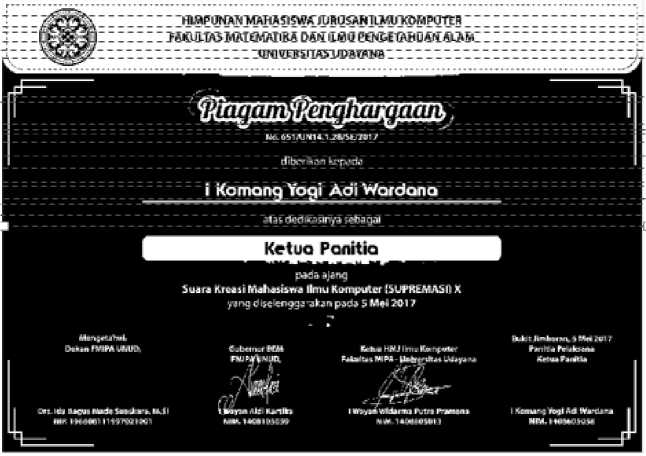 HIMPUNAN MAHASISWA JURUSAN ILMU KOMPUTER
FAKULTAS MATEMATIKA DAN ILMU PENGETAHUAN ALAM
UNIVERSITAS UDAYANA
Piagam Penghargaan
No. 651/UN14.1.28/SE/2017
diberikan kepada
I Komang Yogi Adi Wardana
atas dedikasinya sebagai
Ketua Panitia
pada ajang
Suara Kreasi Mahasiswa Ilmu Komputer (SUPREMASI) X
yang diselenggarakan pada 5 Mei 2017
Mengetahui,
Dekan FMIPA UNUD,
Gubernur BEM
FMIPA UNUD,
Ketua HMJ Ilmu Komputer
Fakultas MIPA - Universitas Udayana
Bukit Jimbaran, 5 Mei 2017
Panitia Pelaksana
Ketua Panitia
Drs. Ida Bagus Made Suaskara, M.Si
NIP.
I Wayan Aldi Kartika
NIM. 1408105039
I Wayan Widarma Putra Pramana
NIM.
I Komang Yogi Adi Wardana
NIM.